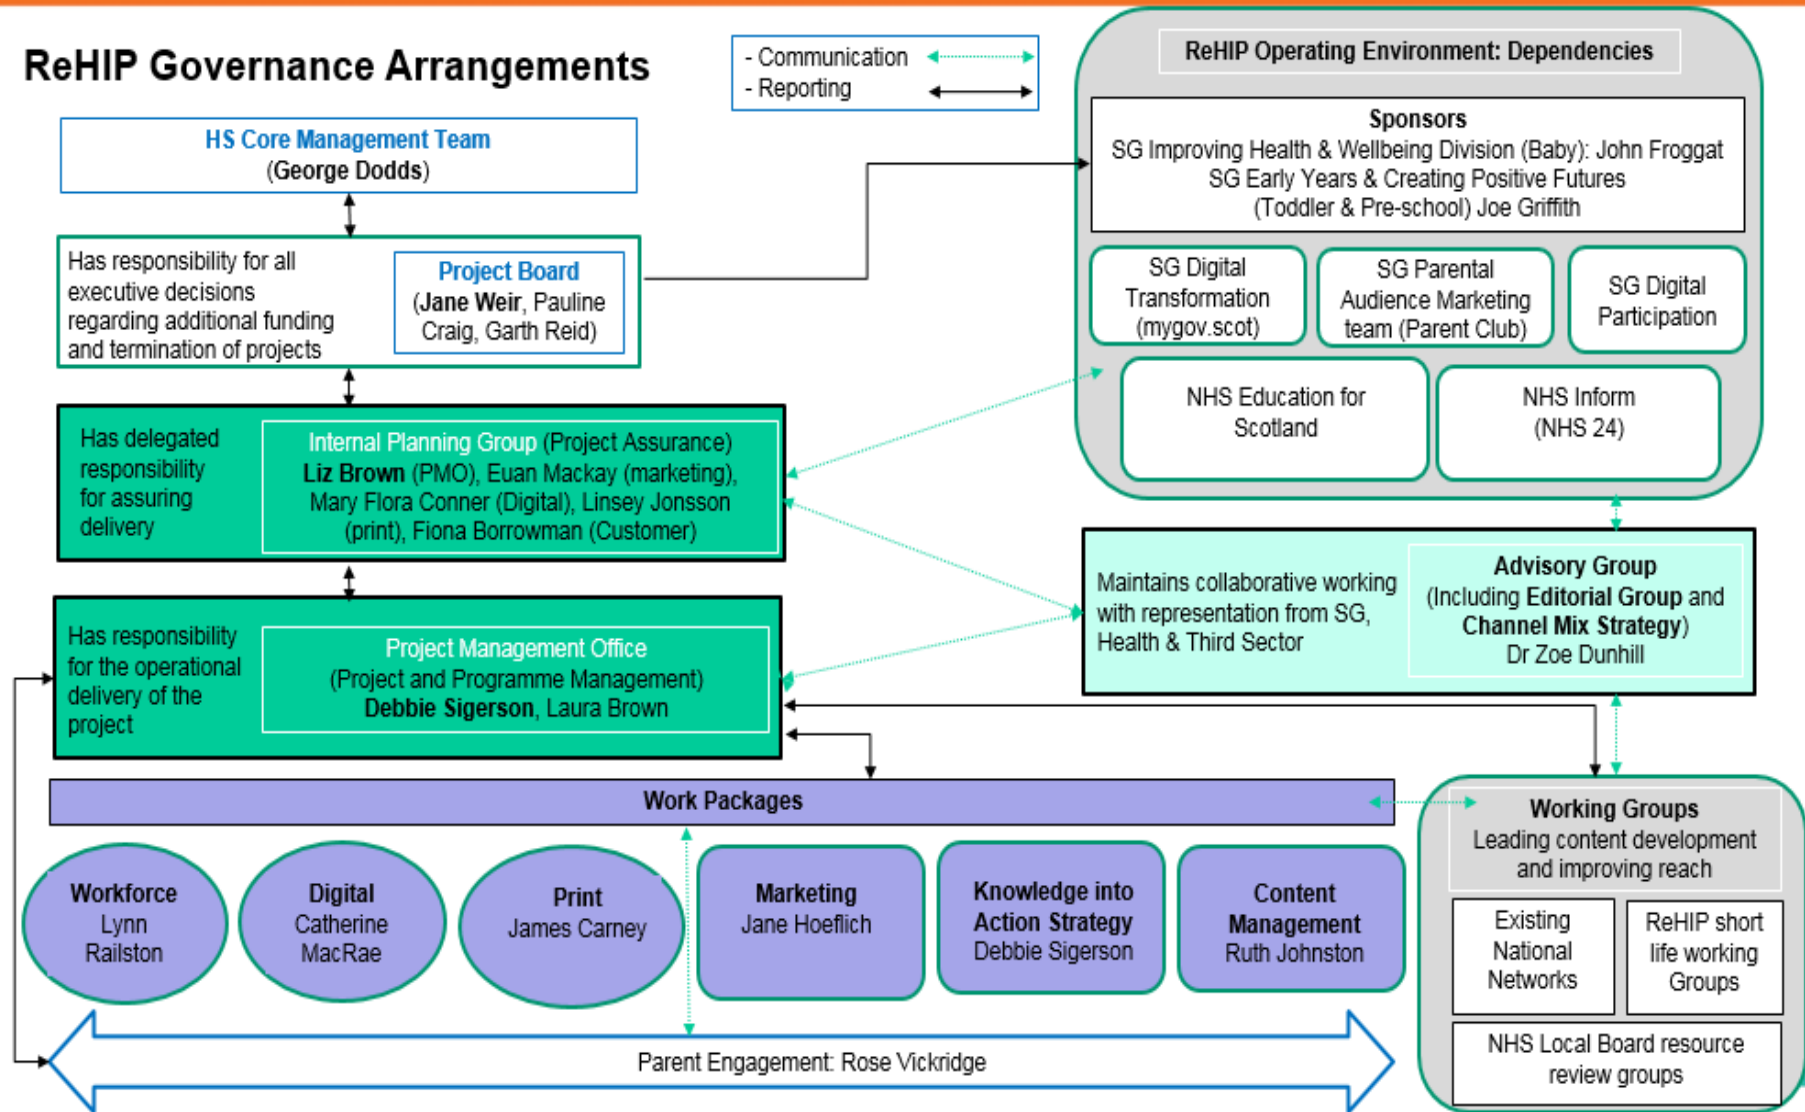 ReHIP Governance Arrangements
- Communication
- Reporting
HS Core Management Team
(George Dodds)
Has responsibility for all
executive decisions
regarding additional funding
and termination of projects
Project Board
(Jane Weir, Pauline
Craig, Garth Reid)
Has delegated
responsibility
for assuring
delivery
Internal Planning Group (Project Assurance)
Liz Brown (PMO), Euan Mackay (marketing),
Mary Flora Conner (Digital), Linsey Jonsson
(print), Fiona Borrowman (Customer)
Has responsibility
for the operational
delivery of the
project
Project Management Office
(Project and Programme Management)
Debbie Sigerson, Laura Brown
ReHIP Operating Environment: Dependencies
Sponsors
SG Improving Health & Wellbeing Division (Baby): John Froggat
SG Early Years & Creating Positive Futures
(Toddler & Pre-school) Joe Griffith
SG Digital
Transformation
(mygov.scot)
SG Parental
Audience Marketing
team (Parent Club)
SG Digital
Participation
NHS Education for
Scotland
NHS Inform
(NHS 24)
Maintains collaborative working
with representation from SG,
Health & Third Sector
Advisory Group
(Including Editorial Group and
Channel Mix Strategy)
Dr Zoe Dunhill
Work Packages
Workforce
Lynn
Railston
Digital
Catherine
MacRae
Print
James Carney
Marketing
Jane Hoeflich
Knowledge into
Action Strategy
Debbie Sigerson
Content
Management
Ruth Johnston
Parent Engagement: Rose Vickridge
Working Groups
Leading content development
and improving reach
Existing
National
Networks
ReHIP short
life working
Groups
NHS Local Board resource
review groups